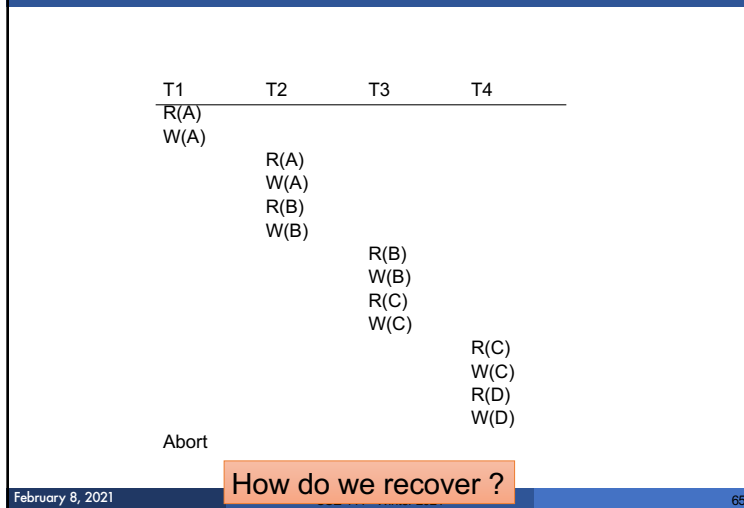 T1 T2 T3 T4
R(A)
W(A)
R(A)
W(A)
R(B)
W(B)
R(B)
W(B)
R(C)
W(C)
R(C)
W(C)
R(D)
W(D)
Abort
How do we recover ?
February 8, 2021 65